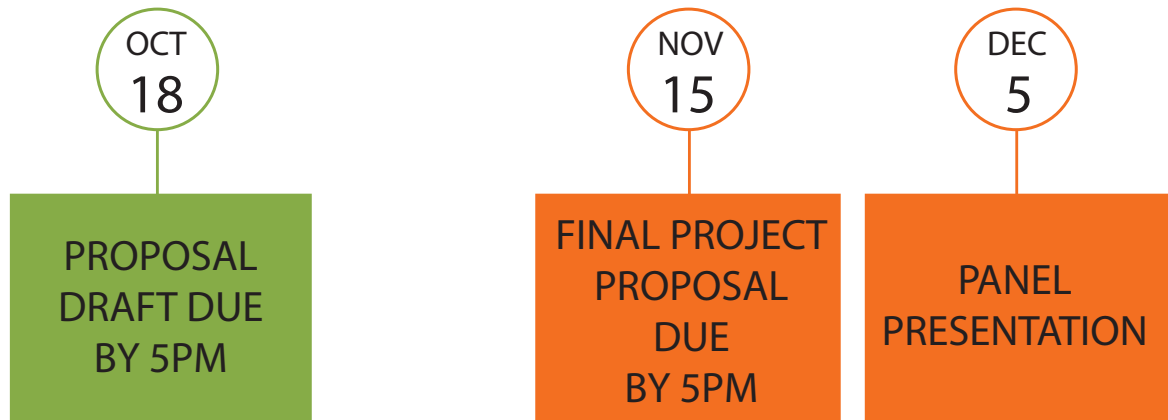 OCT
18
PROPOSAL
DRAFT DUE
BY 5PM
NOV
15
FINAL PROJECT
PROPOSAL
DUE
BY 5PM
DEC
5
PANEL
PRESENTATION